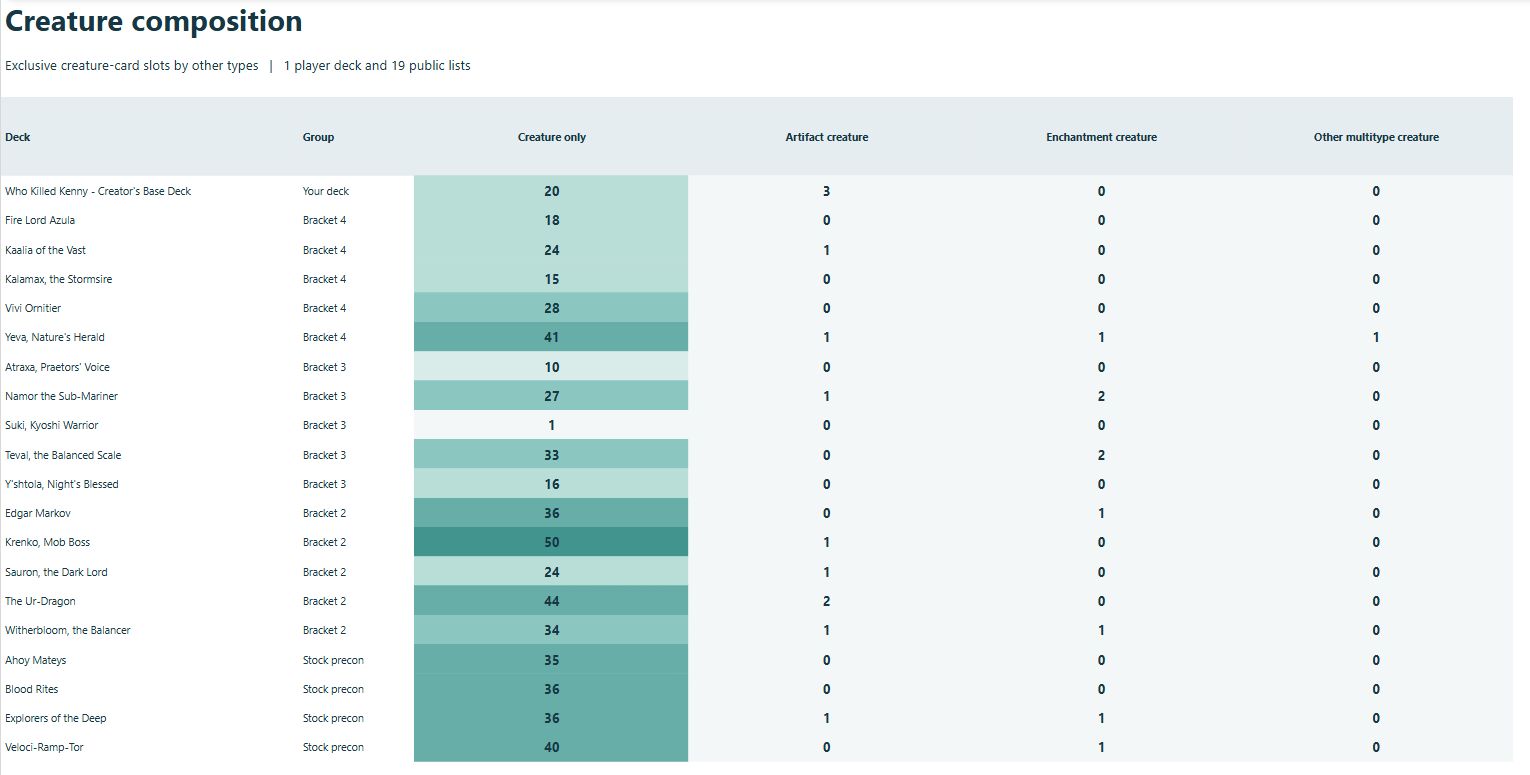 Creature composition
Exclusive creature-card slots by other types | 1 player deck and 19 public lists
Deck Group Creature only Artifact creature Enchantment creature Other multitype creature
Who Killed Kenny - Creator's Base Deck Your deck 20 3 0 0
Fire Lord Azula Bracket 4 18 0 0 0
Kaalia of the Vast Bracket 4 24 1 0 0
Kalamax, the Stormsire Bracket 4 15 0 0 0
Vivi Ornitier Bracket 4 28 0 0 0
Yeva, Nature's Herald Bracket 4 41 1 1 1
Atraxa, Praetors' Voice Bracket 3 10 0 0 0
Namor the Sub-Mariner Bracket 3 27 1 2 0
Suki, Kyoshi Warrior Bracket 3 1 0 0 0
Teval, the Balanced Scale Bracket 3 33 0 2 0
Y'shtola, Night's Blessed Bracket 3 16 0 0 0
Edgar Markov Bracket 2 36 0 1 0
Krenko, Mob Boss Bracket 2 50 1 0 0
Sauron, the Dark Lord Bracket 2 24 1 0 0
The Ur-Dragon Bracket 2 44 2 0 0
Witherbloom, the Balancer Bracket 2 34 1 1 0
Ahoy Mateys Stock precon 35 0 0 0
Blood Rites Stock precon 36 0 0 0
Explorers of the Deep Stock precon 36 1 1 0
Veloci-Ramp-Tor Stock precon 40 0 1 0